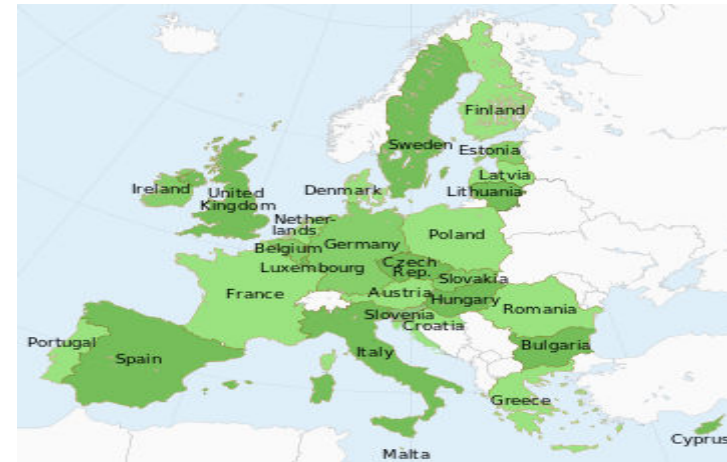 Finland
Sweden
Estonia
Latvia
Lithuania
Ireland
United
Kingdom
Denmark
Nether-
lands
Belgium
Germany
Poland
Luxembourg
Czech
Rep.
Slovakia
France
Austria
Hungary
Romania
Slovenia
Croatia
Portugal
Spain
Italy
Bulgaria
Greece
Malta
Cyprus